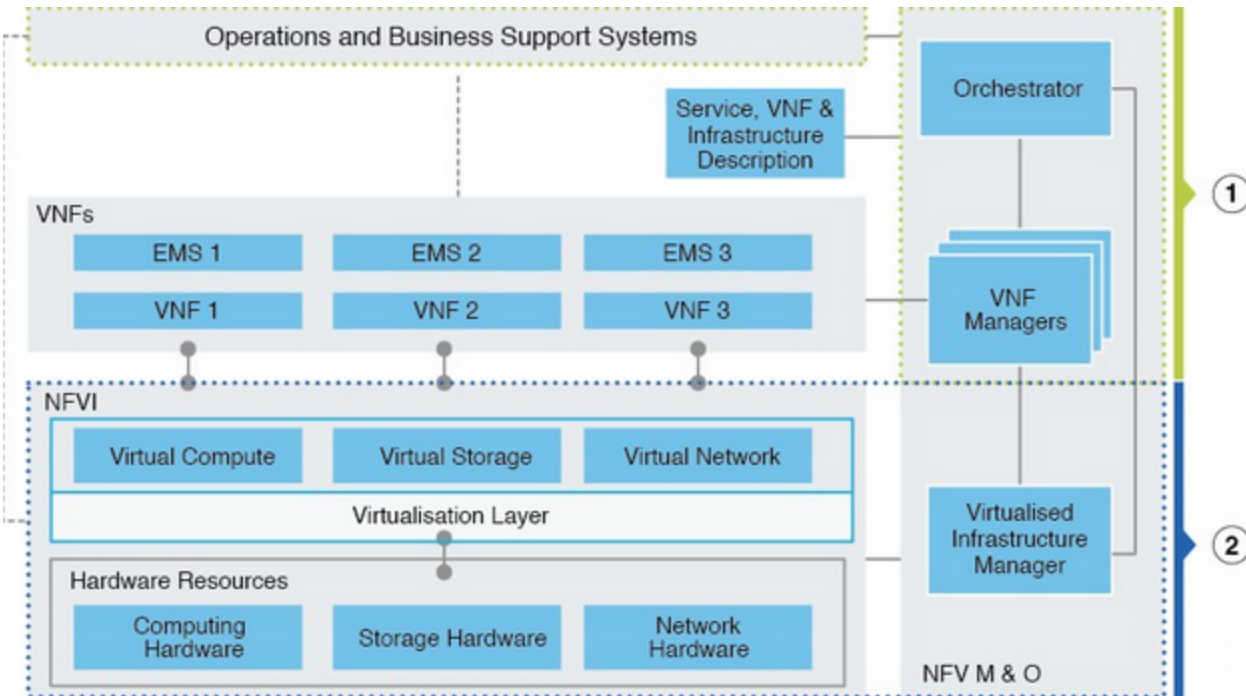 Operations and Business Support Systems
Orchestrator
Service, VNF &
Infrastructure
Description
1
VNFs
EMS 1
EMS 2
EMS 3
VNF 1
VNF 2
VNF 3
VNF
Managers
NFVI
Virtual Compute
Virtual Storage
Virtual Network
Virtualisation Layer
Virtualised
Infrastructure
Manager
2
Hardware Resources
Computing
Hardware
Storage Hardware
Network
Hardware
NFV M & O